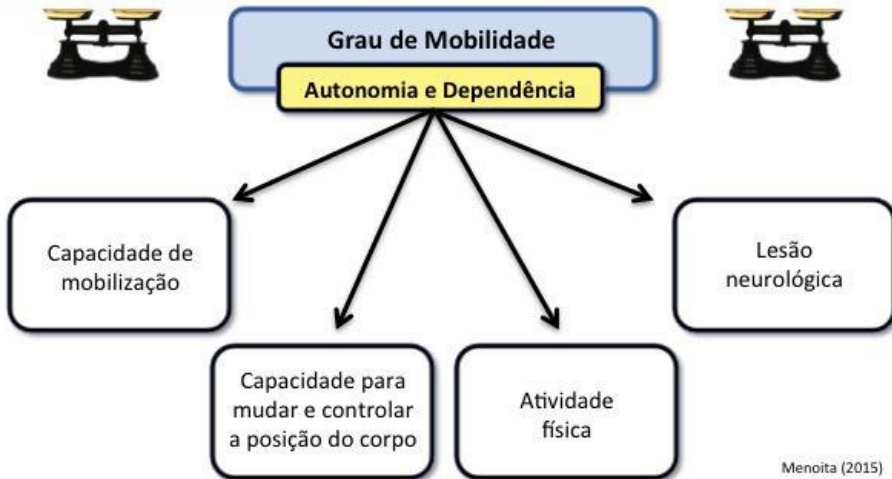 Grau de Mobilidade
Autonomia e Dependência
Capacidade de
mobilização
Lesão
neurológica
Capacidade para
mudar e controlar
a posição do corpo
Atividade
física
Menoita (2015)